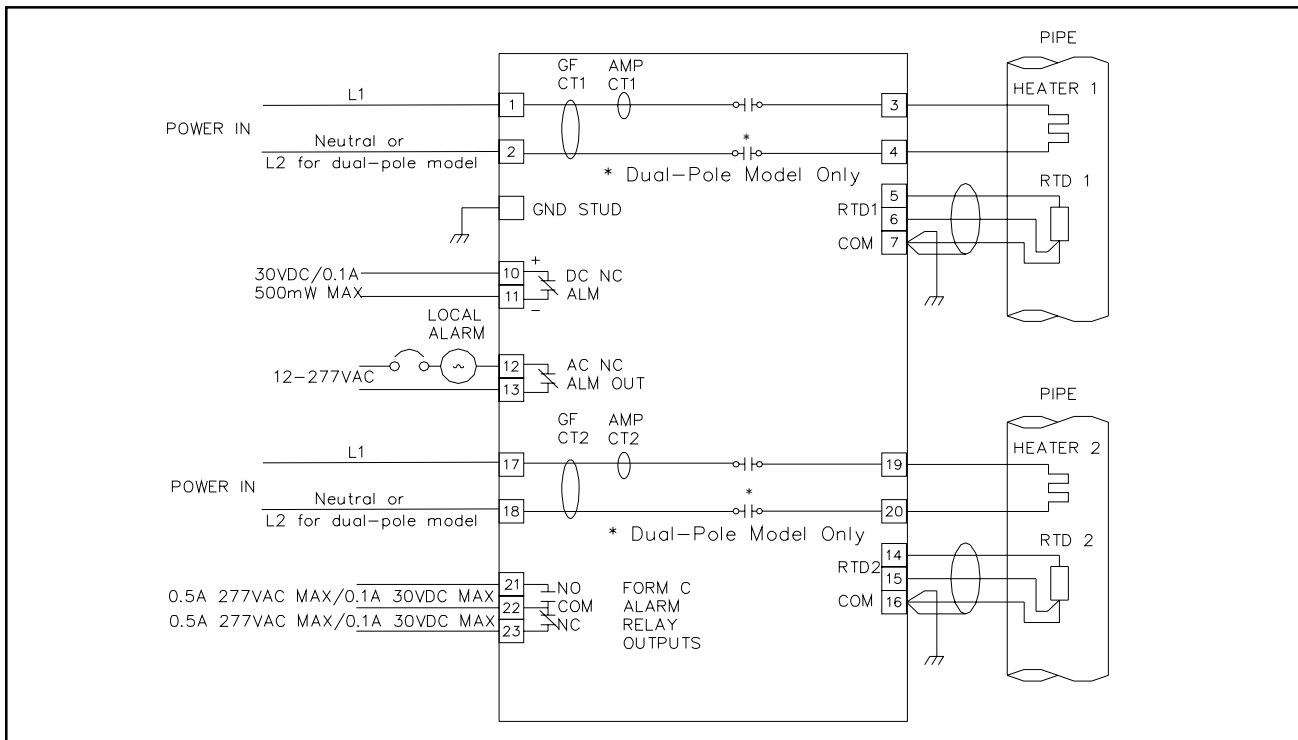 PIPE
GF AMP
CT1 CT1
HEATER 1
L1
1
3
POWER IN
Neutral or
L2 for dual-pole model
2
*
4
* Dual-Pole Model Only
RTD 1
5
GND STUD
RTD1
6
COM
7
+
30VDC/0.1A
10
DC NC
500mW MAX
11
ALM
−
LOCAL
ALARM
12
AC NC
12-277VAC
~
13
ALM OUT
PIPE
GF AMP
CT2 CT2
HEATER 2
L1
17
19
POWER IN
Neutral or
L2 for dual-pole model
18
*
20
* Dual-Pole Model Only
RTD 2
14
RTD2
15
COM
16
21
NO
FORM C
0.5A 277VAC MAX/0.1A 30VDC MAX
22
COM
ALARM
0.5A 277VAC MAX/0.1A 30VDC MAX
23
NC
RELAY
OUTPUTS